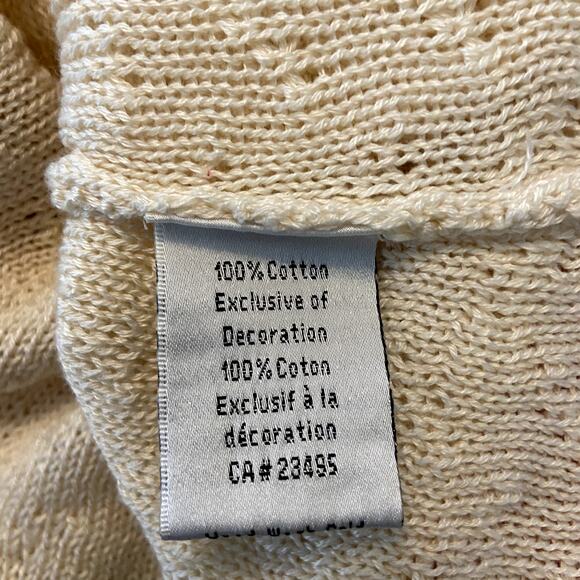 100% Cotton
Exclusive of
Decoration
100% Coton
Exclusif à la
décoration
CA# 23495